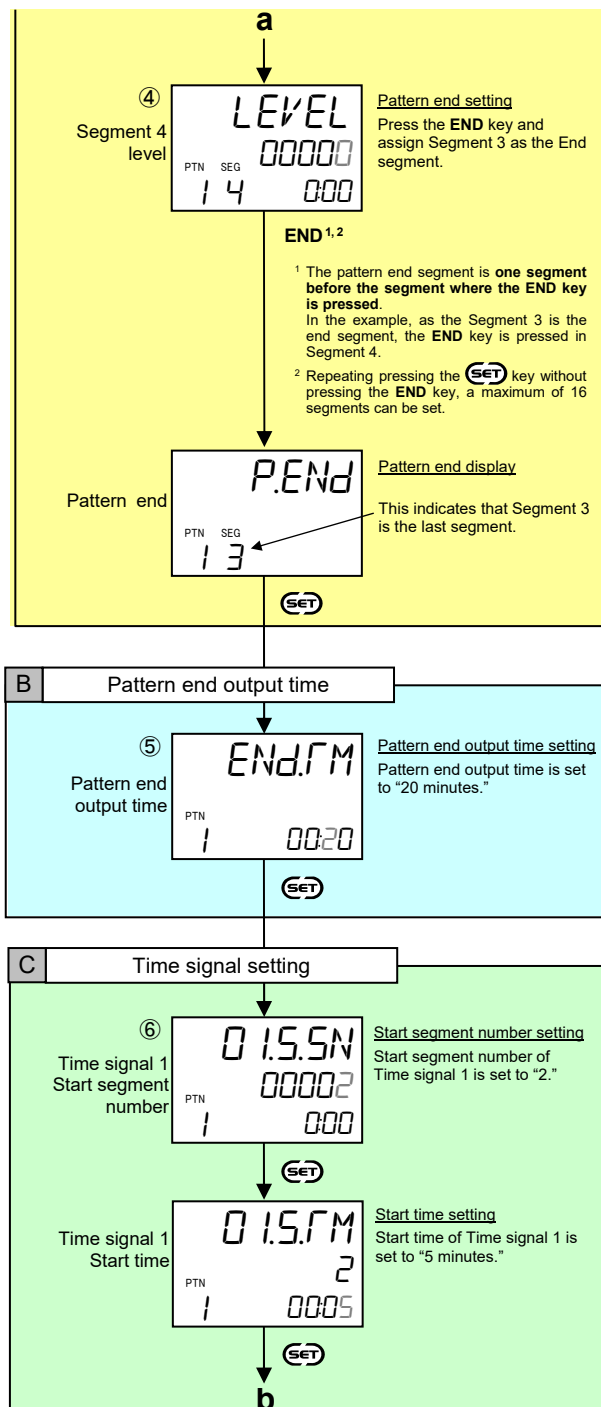 a
④
Segment 4
level
LEVEL
00000
PTN SEG
1 4 0:00
Pattern end setting
Press the END key and
assign Segment 3 as the End
segment.
END 1, 2
1 The pattern end segment is one segment
before the segment where the END key
is pressed.
In the example, as the Segment 3 is the
end segment, the END key is pressed in
Segment 4.
2 Repeating pressing the SET key without
pressing the END key, a maximum of 16
segments can be set.
Pattern end
P.ENd
PTN SEG
1 3
Pattern end display
This indicates that Segment 3
is the last segment.
SET
B Pattern end output time
⑤
Pattern end
output time
ENd.ΓM
PTN
1 00:20
Pattern end output time setting
Pattern end output time is set
to “20 minutes.”
SET
C Time signal setting
⑥
Time signal 1
Start segment
number
01.S.SN
00002
PTN
1 0:00
Start segment number setting
Start segment number of
Time signal 1 is set to “2.”
SET
Time signal 1
Start time
01.S.ΓM
2
PTN
1 00:05
Start time setting
Start time of Time signal 1 is
set to “5 minutes.”
SET
b